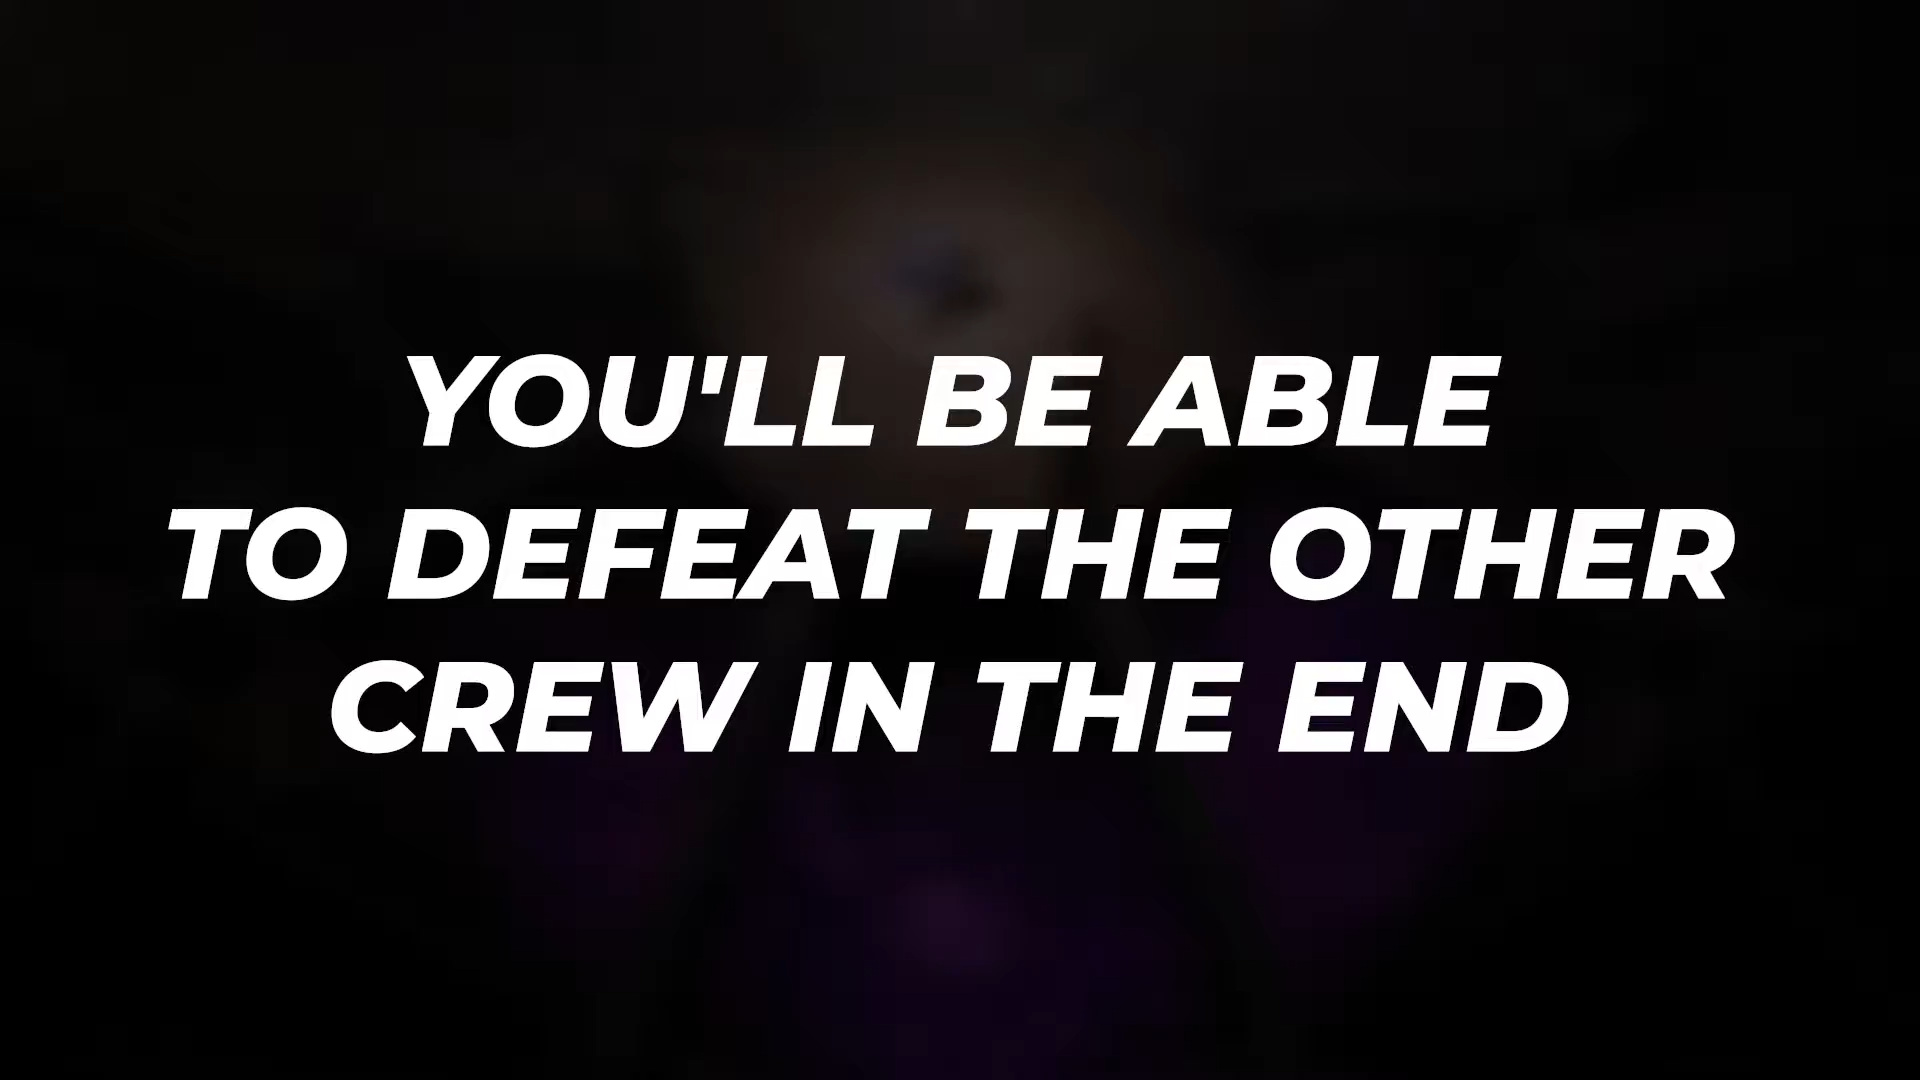 YOU'LL BE ABLE
TO DEFEAT THE OTHER
CREW IN THE END